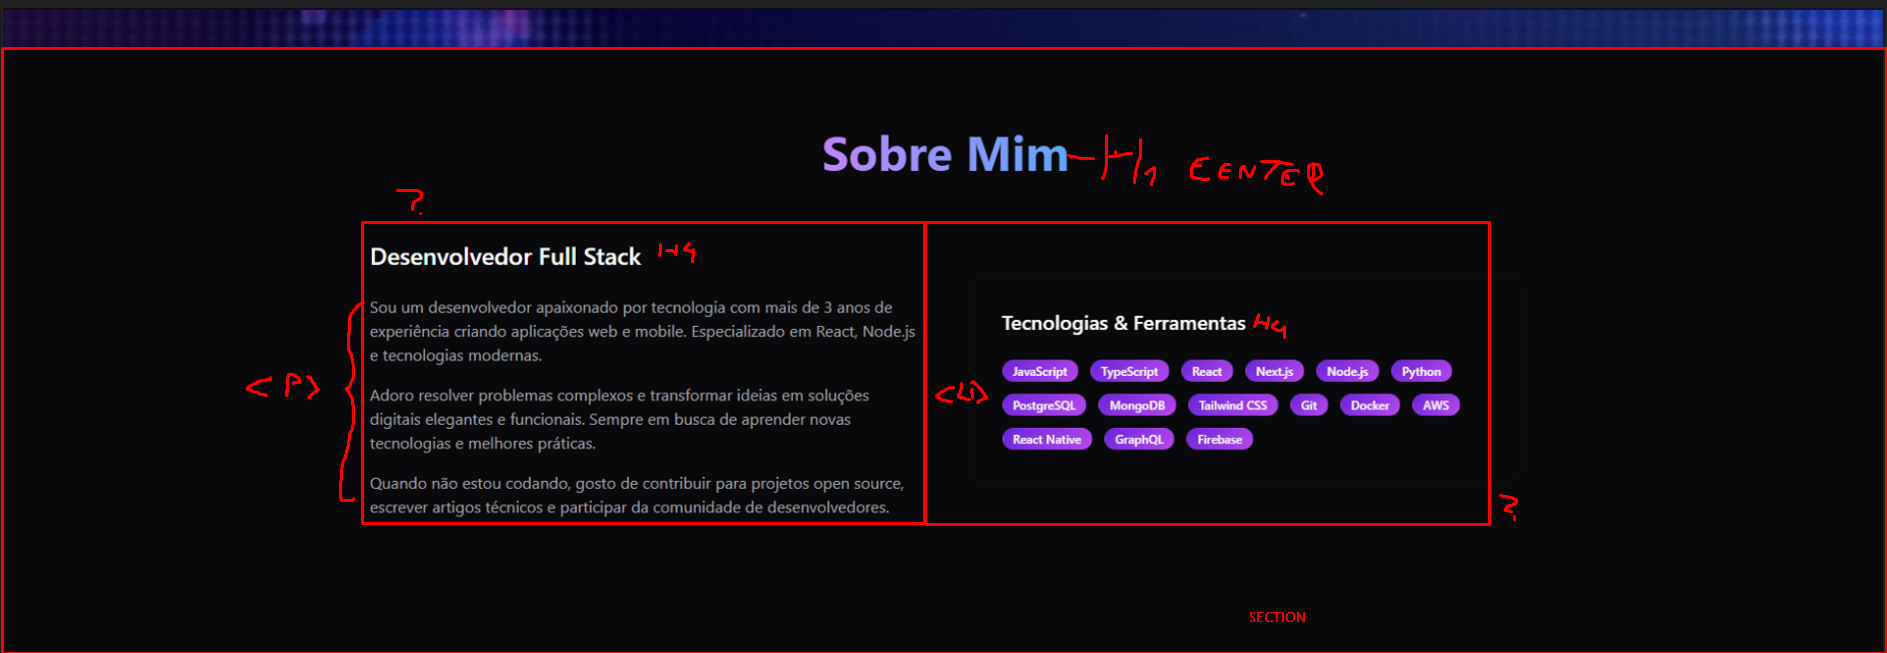 Sobre Mim H1 CENTER
?
Desenvolvedor Full Stack H4
Sou um desenvolvedor apaixonado por tecnologia com mais de 3 anos de
experiência criando aplicações web e mobile. Especializado em React, Node.js
e tecnologias modernas.
<P>
Adoro resolver problemas complexos e transformar ideias em soluções
digitais elegantes e funcionais. Sempre em busca de aprender novas
tecnologias e melhores práticas.
Quando não estou codando, gosto de contribuir para projetos open source,
escrever artigos técnicos e participar da comunidade de desenvolvedores.
Tecnologias & Ferramentas H4
JavaScript TypeScript React Next.js Node.js Python
<Li> PostgreSQL MongoDB Tailwind CSS Git Docker AWS
React Native GraphQL Firebase
?
SECTION